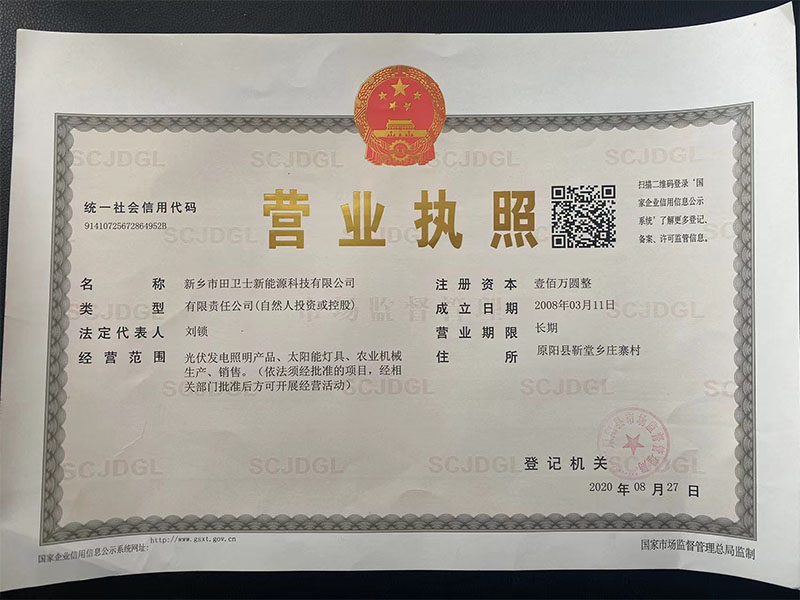 营业执照
统一社会信用代码
91410725672864952B
扫描二维码登录‘国
家企业信用信息公示
系统’了解更多登记、
备案、许可监管信息。
名称 新乡市田卫士新能源科技有限公司
类型 有限责任公司(自然人投资或控股)
法定代表人 刘锁
经营范围 光伏发电照明产品、太阳能灯具、农业机械
生产、销售。（依法须经批准的项目，经相
关部门批准后方可开展经营活动）
注册资本 壹佰万圆整
成立日期 2008年03月11日
营业期限 长期
住所 原阳县靳堂乡庄寨村
登记机关
2020 年 08 月 27 日
国家企业信用信息公示系统网址: http://www.gsxt.gov.cn
国家市场监督管理总局监制
SCJDGL
市场监督管理